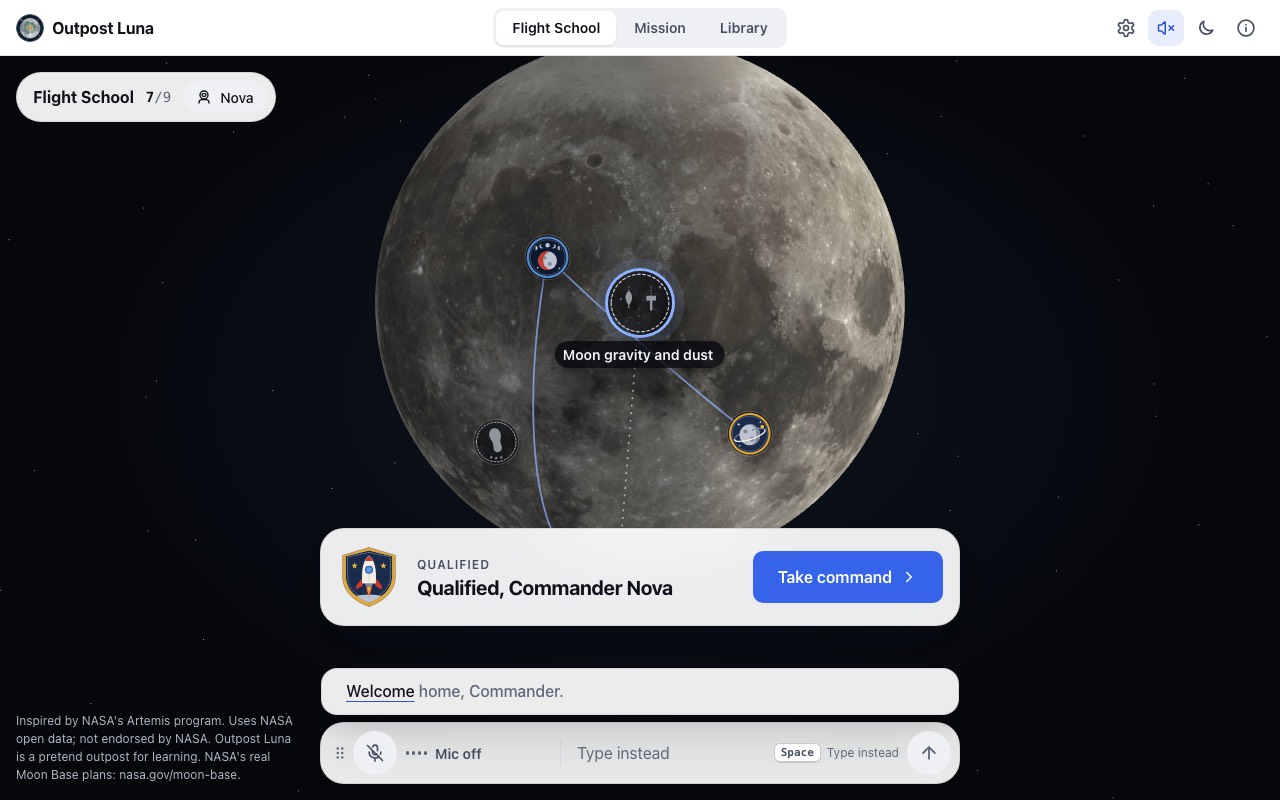 Outpost Luna
Flight School
Mission
Library
Flight School 7/9 Nova
Moon gravity and dust
QUALIFIED
Qualified, Commander Nova
Take command
Welcome home, Commander.
Mic off
Type instead
Space Type instead
Inspired by NASA's Artemis program. Uses NASA
open data; not endorsed by NASA. Outpost Luna
is a pretend outpost for learning. NASA's real
Moon Base plans: nasa.gov/moon-base.